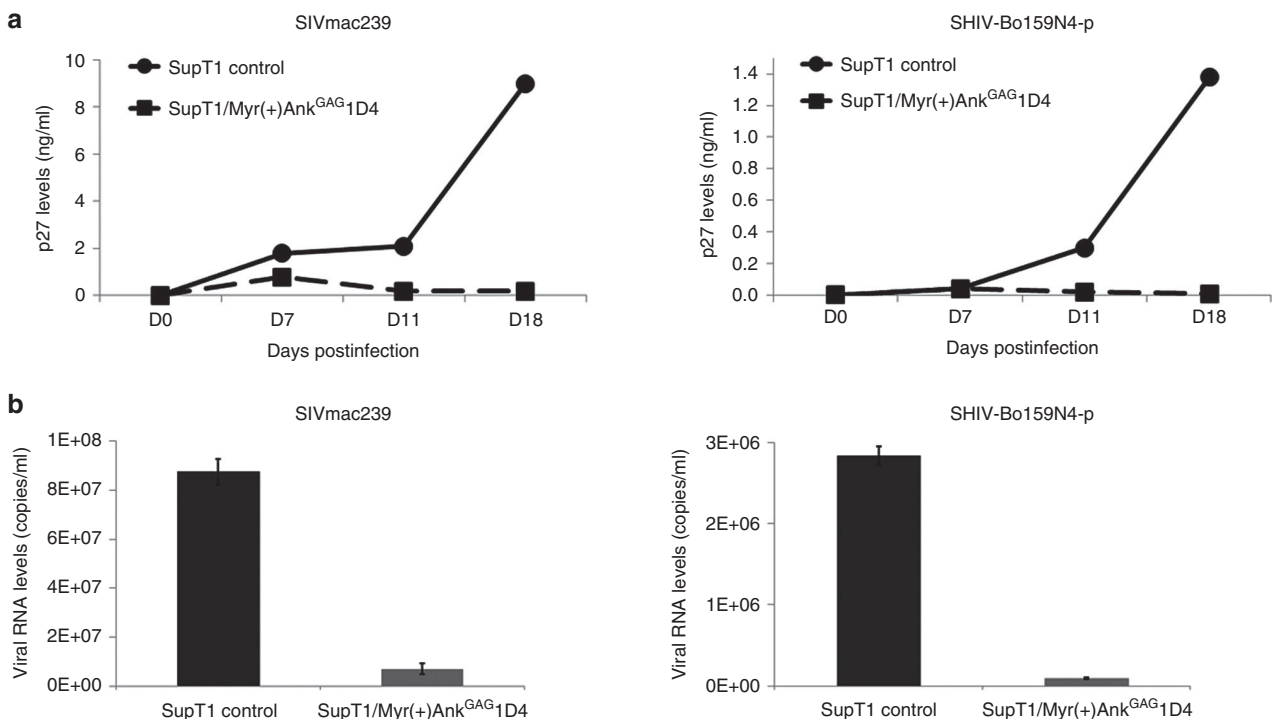 a
SIVmac239
p27 levels (ng/ml)
10
8
6
4
2
0
SupT1 control
SupT1/Myr(+)Ank^GAG1D4
D0 D7 D11 D18
Days postinfection
SHIV-Bo159N4-p
p27 levels (ng/ml)
1.4
1.2
1.0
0.8
0.6
0.4
0.2
0.0
SupT1 control
SupT1/Myr(+)Ank^GAG1D4
D0 D7 D11 D18
Days postinfection
b
SIVmac239
Viral RNA levels (copies/ml)
1E+08
8E+07
6E+07
4E+07
2E+07
0E+00
SupT1 control SupT1/Myr(+)Ank^GAG1D4
SHIV-Bo159N4-p
Viral RNA levels (copies/ml)
3E+06
2E+06
1E+06
0E+00
SupT1 control SupT1/Myr(+)Ank^GAG1D4